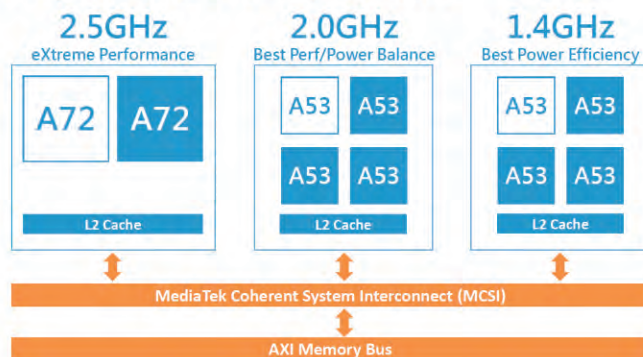 2.5GHz
eXtreme Performance
A72 A72
L2 Cache
2.0GHz
Best Perf/Power Balance
A53 A53
A53 A53
L2 Cache
1.4GHz
Best Power Efficiency
A53 A53
A53 A53
L2 Cache
MediaTek Coherent System Interconnect (MCSI)
AXI Memory Bus